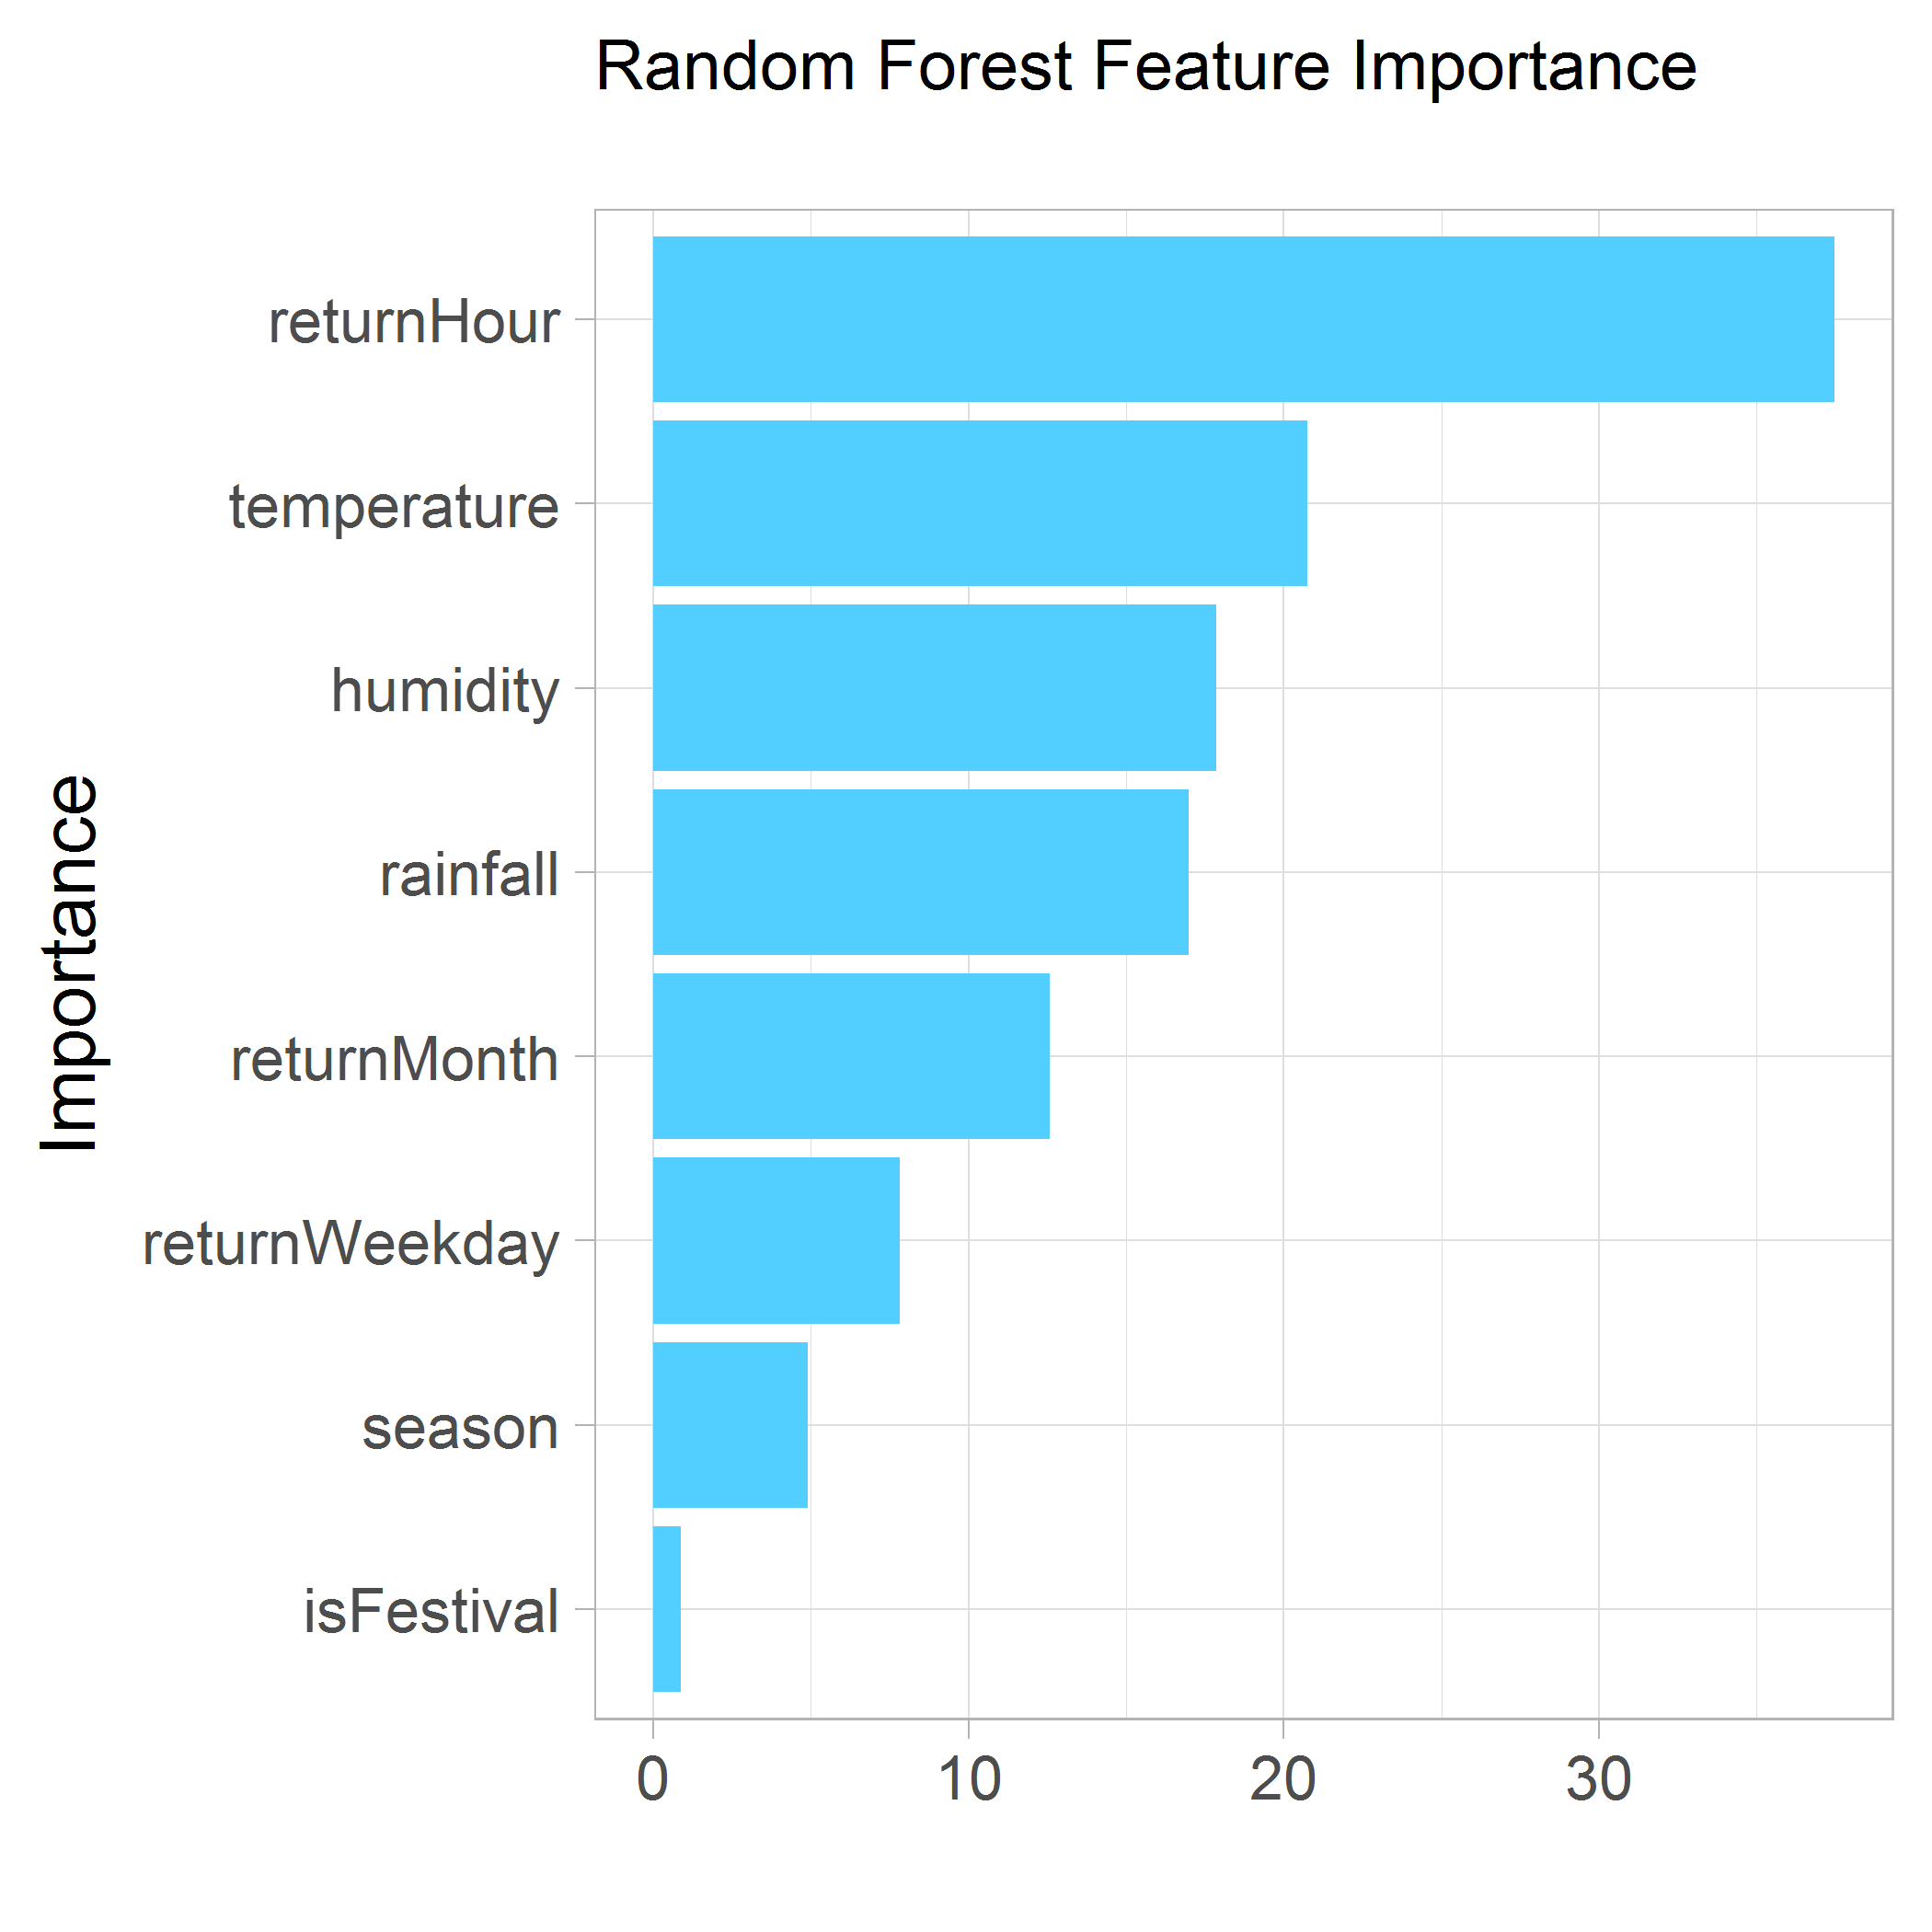 Random Forest Feature Importance
Importance
returnHour
temperature
humidity
rainfall
returnMonth
returnWeekday
season
isFestival
0 10 20 30